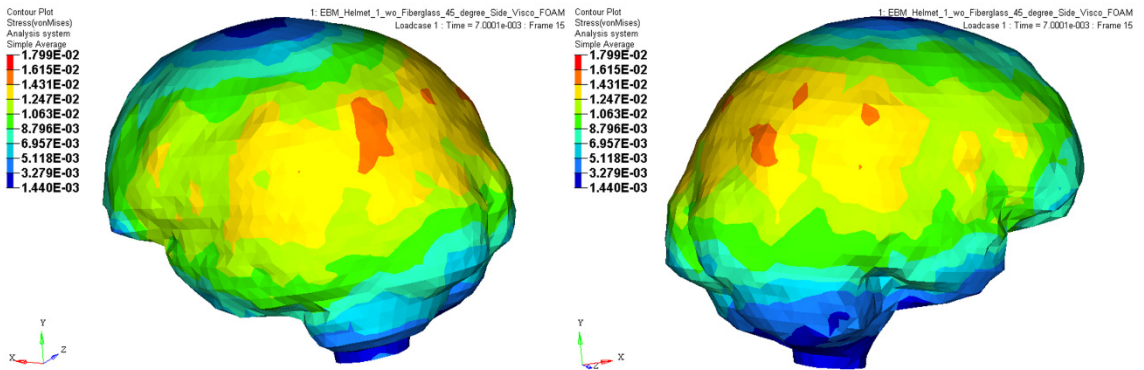 Contour Plot
Stress(vonMises)
Analysis system
Simple Average
1.799E-02
1.615E-02
1.431E-02
1.247E-02
1.063E-02
8.796E-03
6.957E-03
5.118E-03
3.279E-03
1.440E-03
1: EBM_Helmet_1_wo_Fiberglass_45_degree_Side_Visco_FOAM
Loadcase 1 : Time = 7.0001e-003 : Frame 15
Y
X
Z
Contour Plot
Stress(vonMises)
Analysis system
Simple Average
1.799E-02
1.615E-02
1.431E-02
1.247E-02
1.063E-02
8.796E-03
6.957E-03
5.118E-03
3.279E-03
1.440E-03
1: EBM_Helmet_1_wo_Fiberglass_45_degree_Side_Visco_FOAM
Loadcase 1 : Time = 7.0001e-003 : Frame 15
Y
X
Z